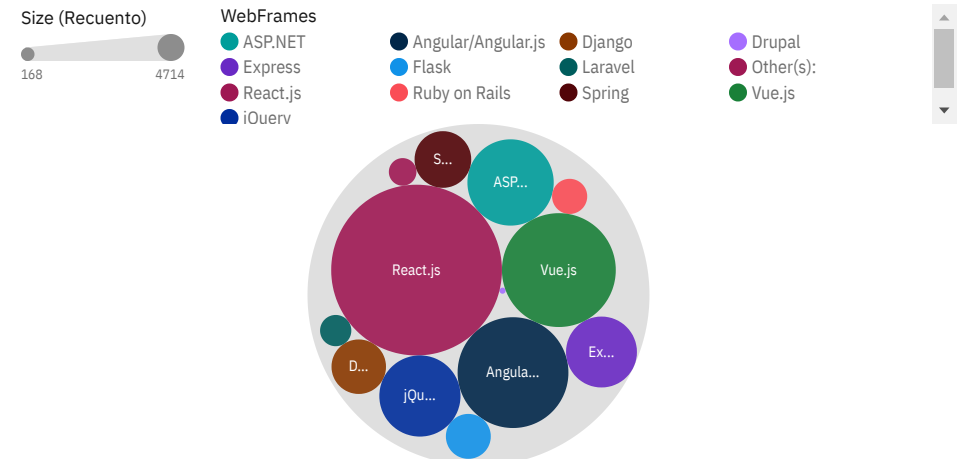 Size (Recuento)
168 4714
WebFrames
ASP.NET Angular/Angular.js Django Drupal
Express Flask Laravel Other(s):
React.js Ruby on Rails Spring Vue.js
jQuery
S...
ASP...
React.js
Vue.js
Ex...
D...
Angula...
jQu...